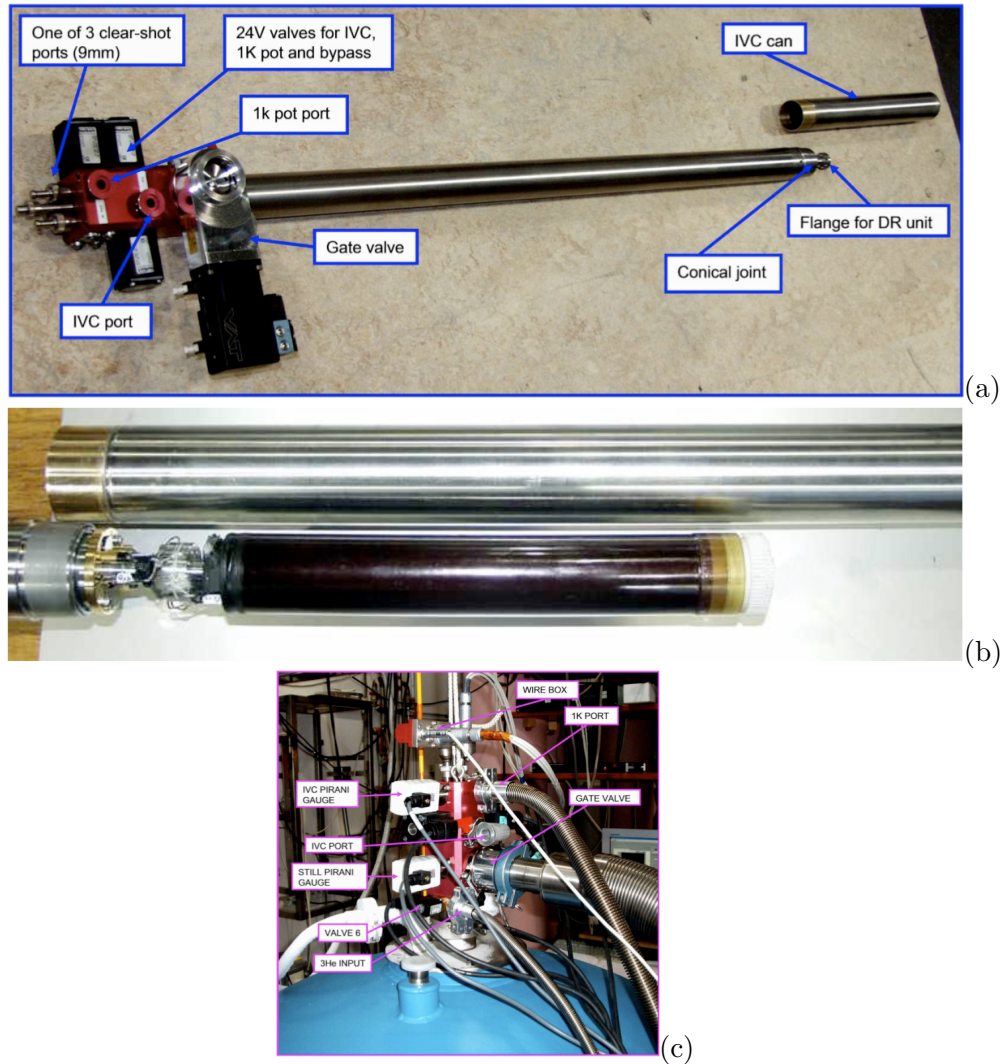 One of 3 clear-shot
ports (9mm)
24V valves for IVC,
1K pot and bypass
IVC can
1k pot port
Flange for DR unit
Gate valve
Conical joint
IVC port
VAT
(a)
(b)
WIRE BOX
1K PORT
IVC PIRANI
GAUGE
GATE VALVE
IVC PORT
STILL PIRANI
GAUGE
VALVE 6
3He INPUT
(c)